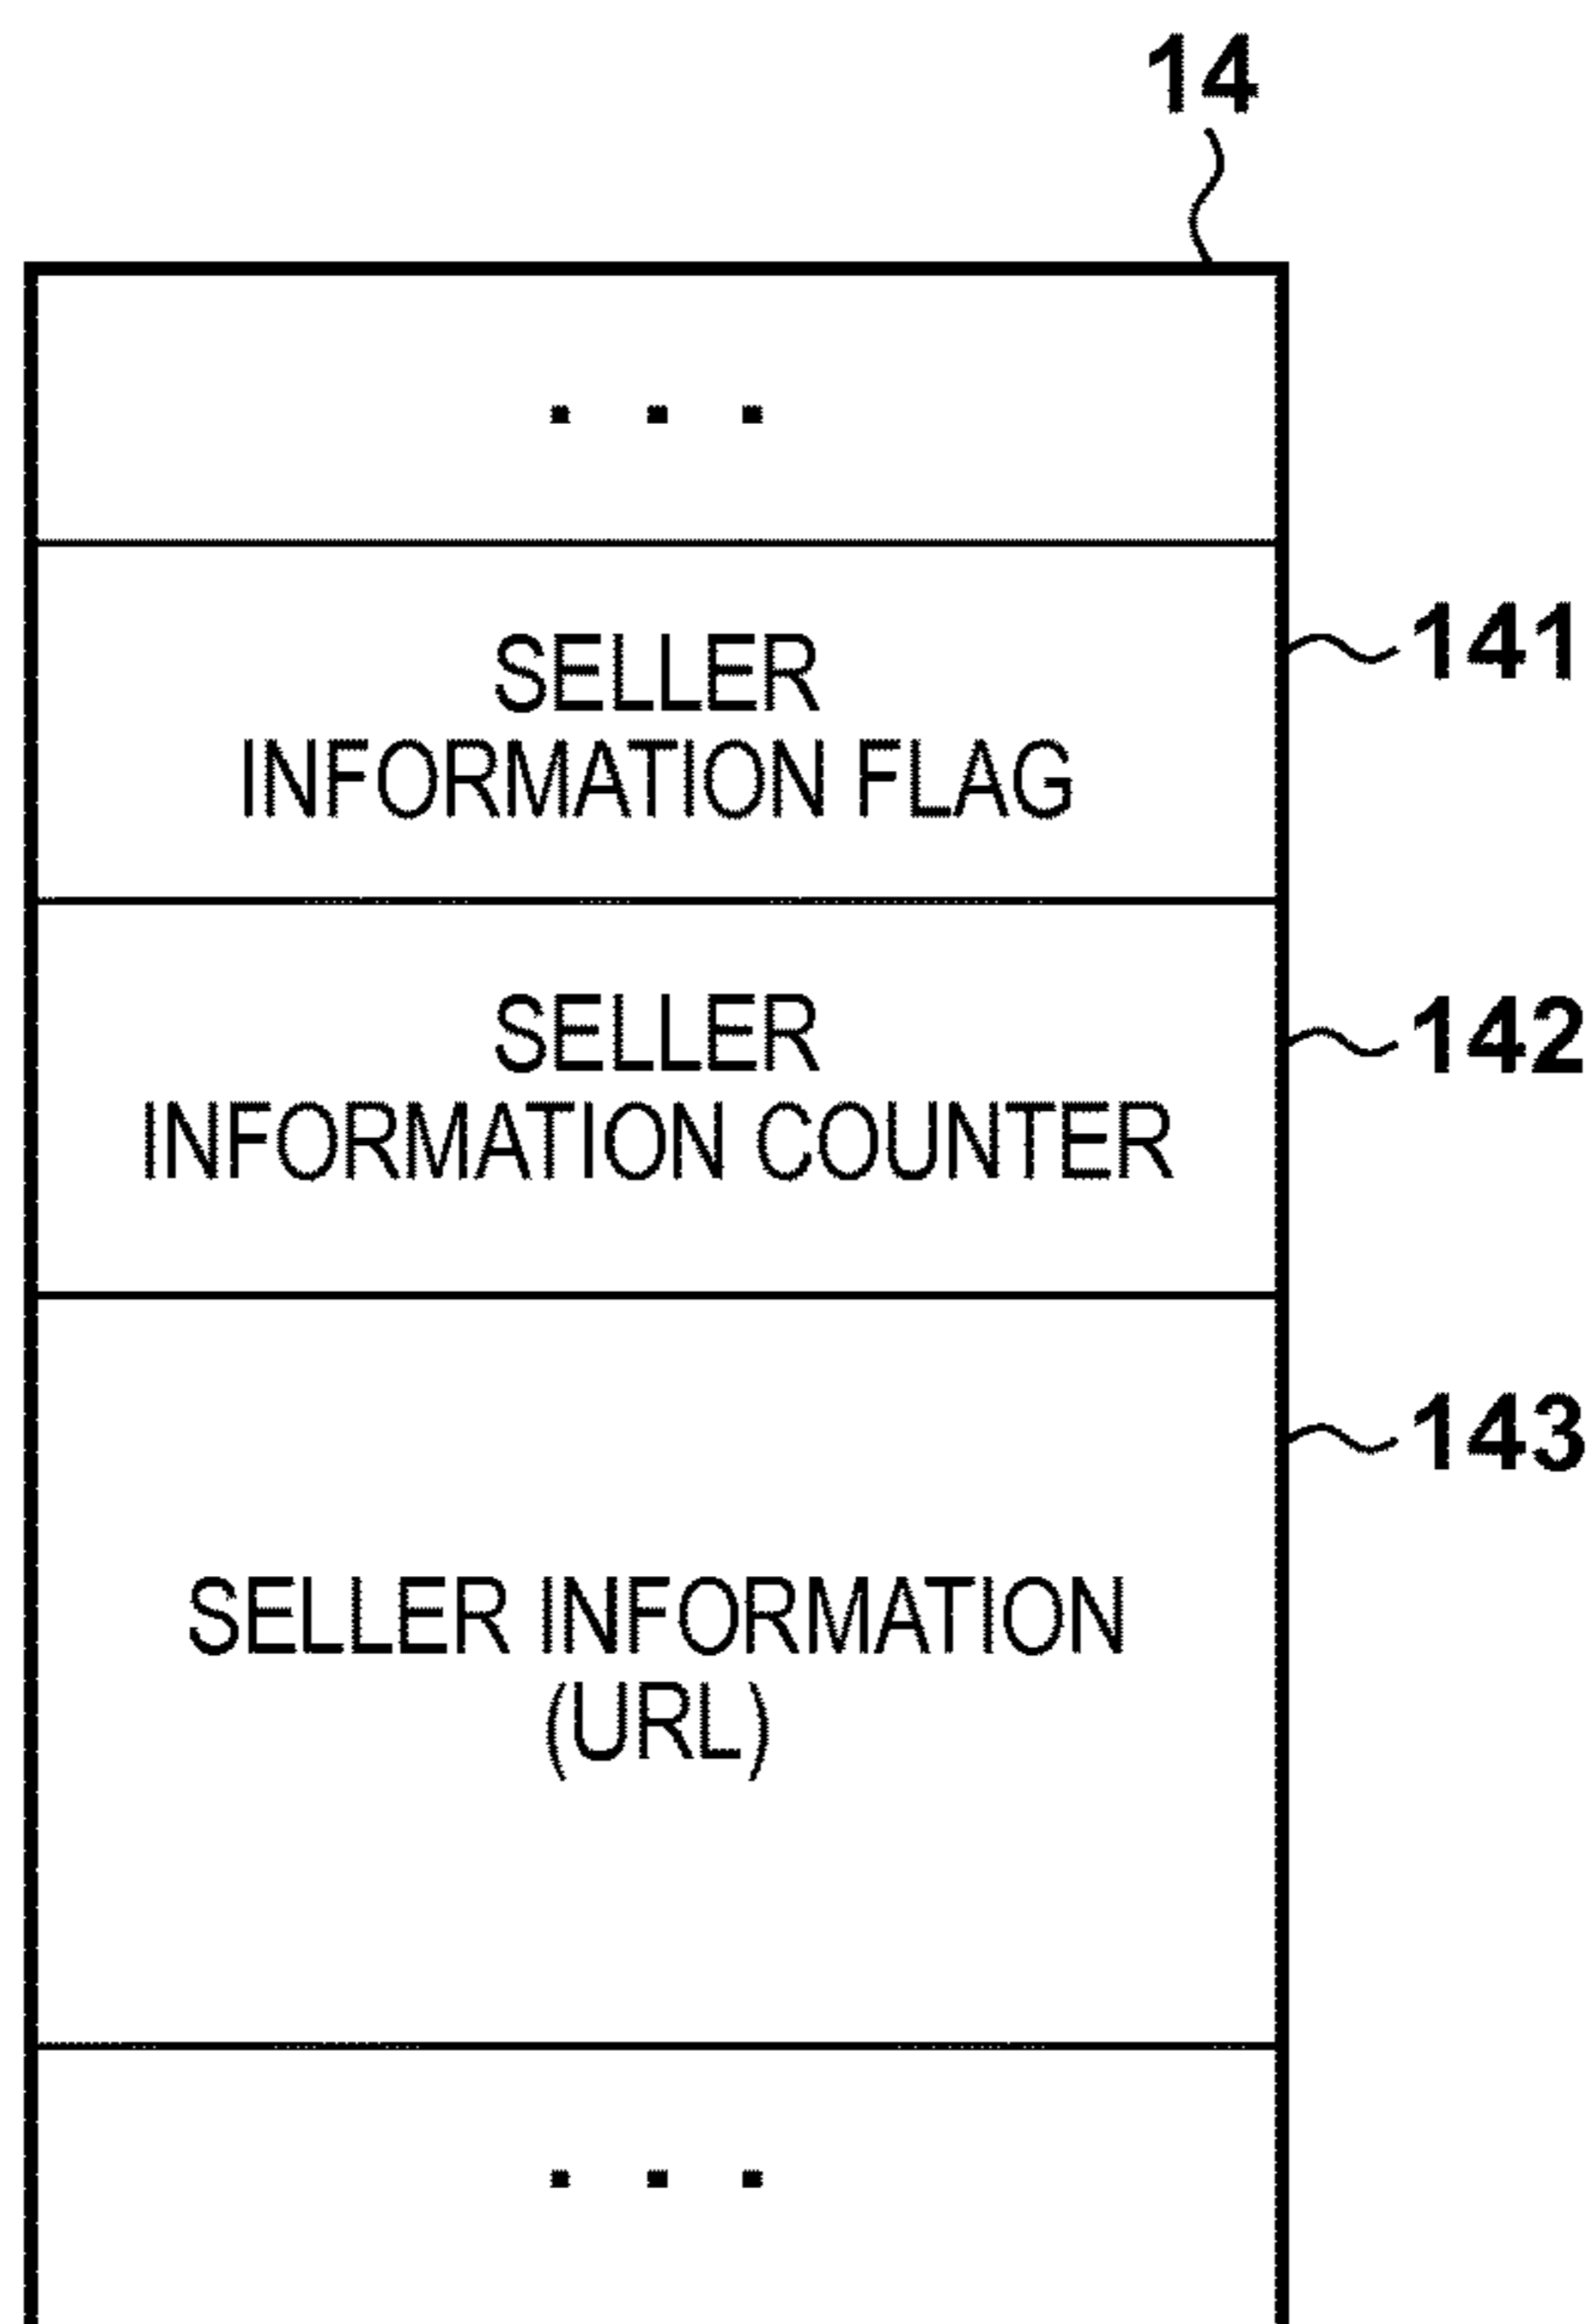 14
. . .
SELLER
INFORMATION FLAG
141
SELLER
INFORMATION COUNTER
142
143
SELLER INFORMATION
(URL)
. . .